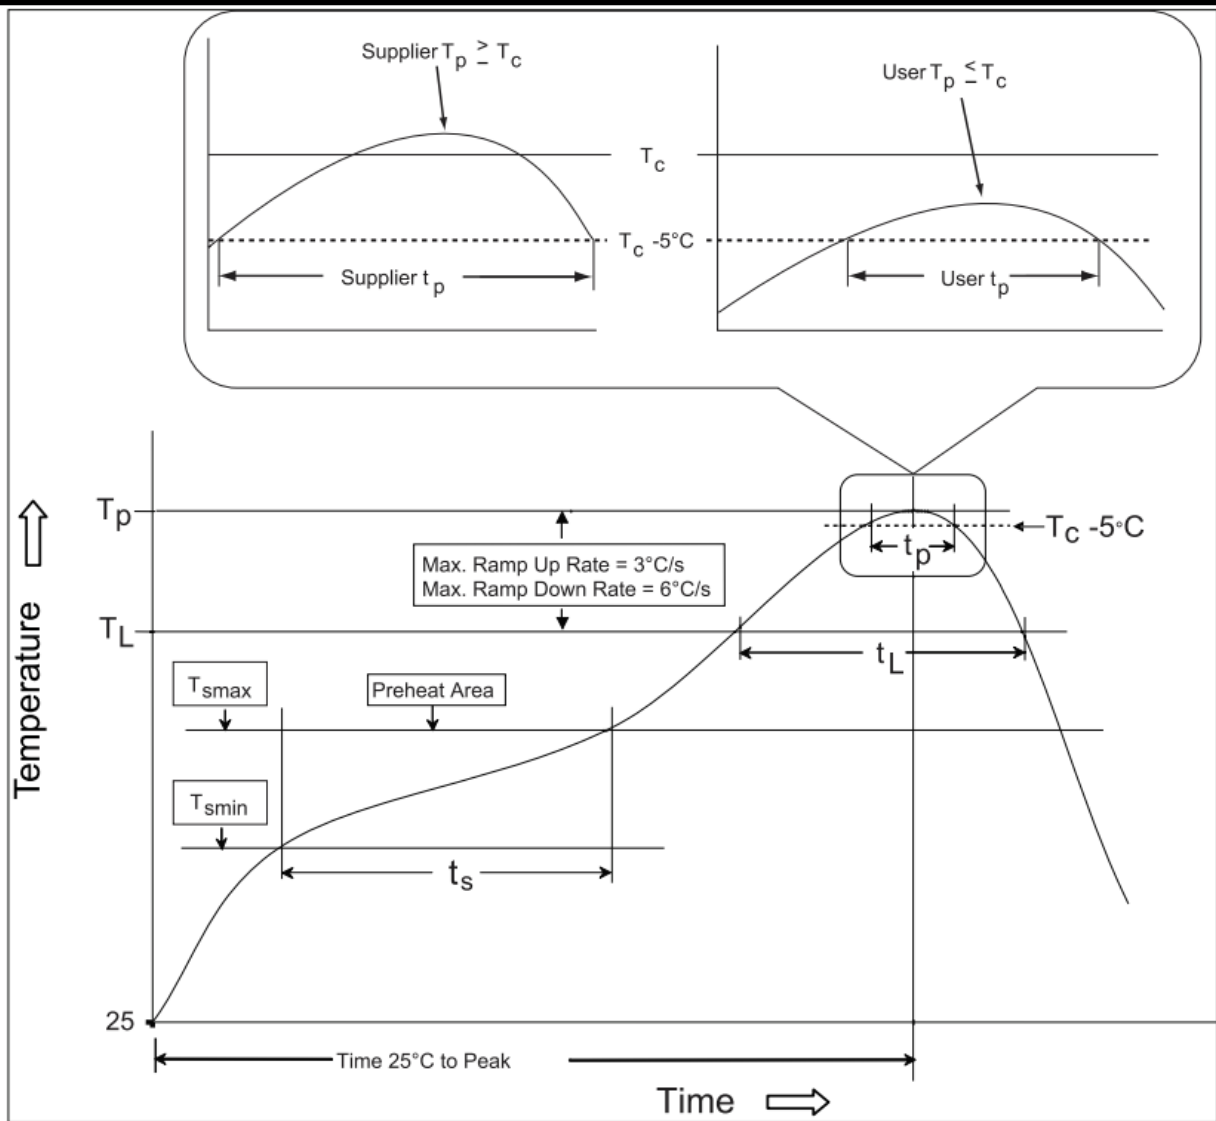 Supplier Tp ≥ Tc
User Tp ≤ Tc
Tc
Tc -5°C
Supplier tp
User tp
Tp
Tc -5°C
tp
Max. Ramp Up Rate = 3°C/s
Max. Ramp Down Rate = 6°C/s
TL
tL
Tsmax
Preheat Area
Tsmin
ts
Temperature
25
Time 25°C to Peak
Time